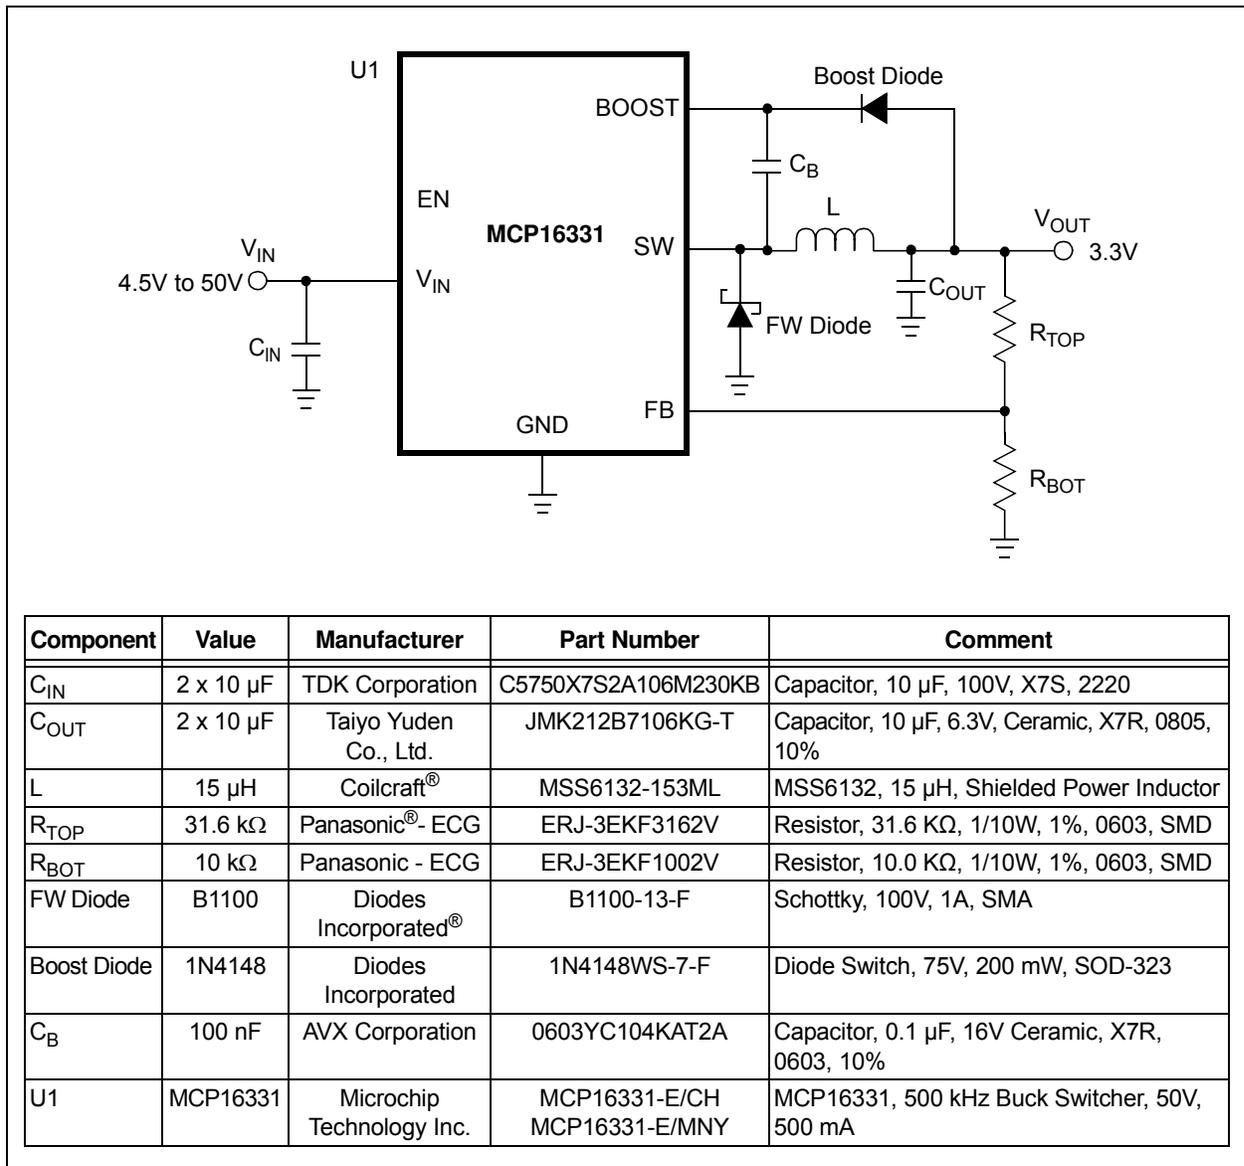 U1
Boost Diode
BOOST
C_B
EN
L
V_OUT
MCP16331
SW
3.3V
V_IN
4.5V to 50V
V_IN
C_OUT
FW Diode
R_TOP
C_IN
FB
GND
R_BOT
Component Value Manufacturer Part Number Comment
C_IN 2 x 10 µF TDK Corporation C5750X7S2A106M230KB Capacitor, 10 µF, 100V, X7S, 2220
C_OUT 2 x 10 µF Taiyo Yuden JMK212B7106KG-T Capacitor, 10 µF, 6.3V, Ceramic, X7R, 0805,
Co., Ltd. 10%
L 15 µH Coilcraft® MSS6132-153ML MSS6132, 15 µH, Shielded Power Inductor
R_TOP 31.6 kΩ Panasonic®- ECG ERJ-3EKF3162V Resistor, 31.6 KΩ, 1/10W, 1%, 0603, SMD
R_BOT 10 kΩ Panasonic - ECG ERJ-3EKF1002V Resistor, 10.0 KΩ, 1/10W, 1%, 0603, SMD
FW Diode B1100 Diodes B1100-13-F Schottky, 100V, 1A, SMA
Incorporated®
Boost Diode 1N4148 Diodes 1N4148WS-7-F Diode Switch, 75V, 200 mW, SOD-323
Incorporated
C_B 100 nF AVX Corporation 0603YC104KAT2A Capacitor, 0.1 µF, 16V Ceramic, X7R,
0603, 10%
U1 MCP16331 Microchip MCP16331-E/CH MCP16331, 500 kHz Buck Switcher, 50V,
Technology Inc. MCP16331-E/MNY 500 mA